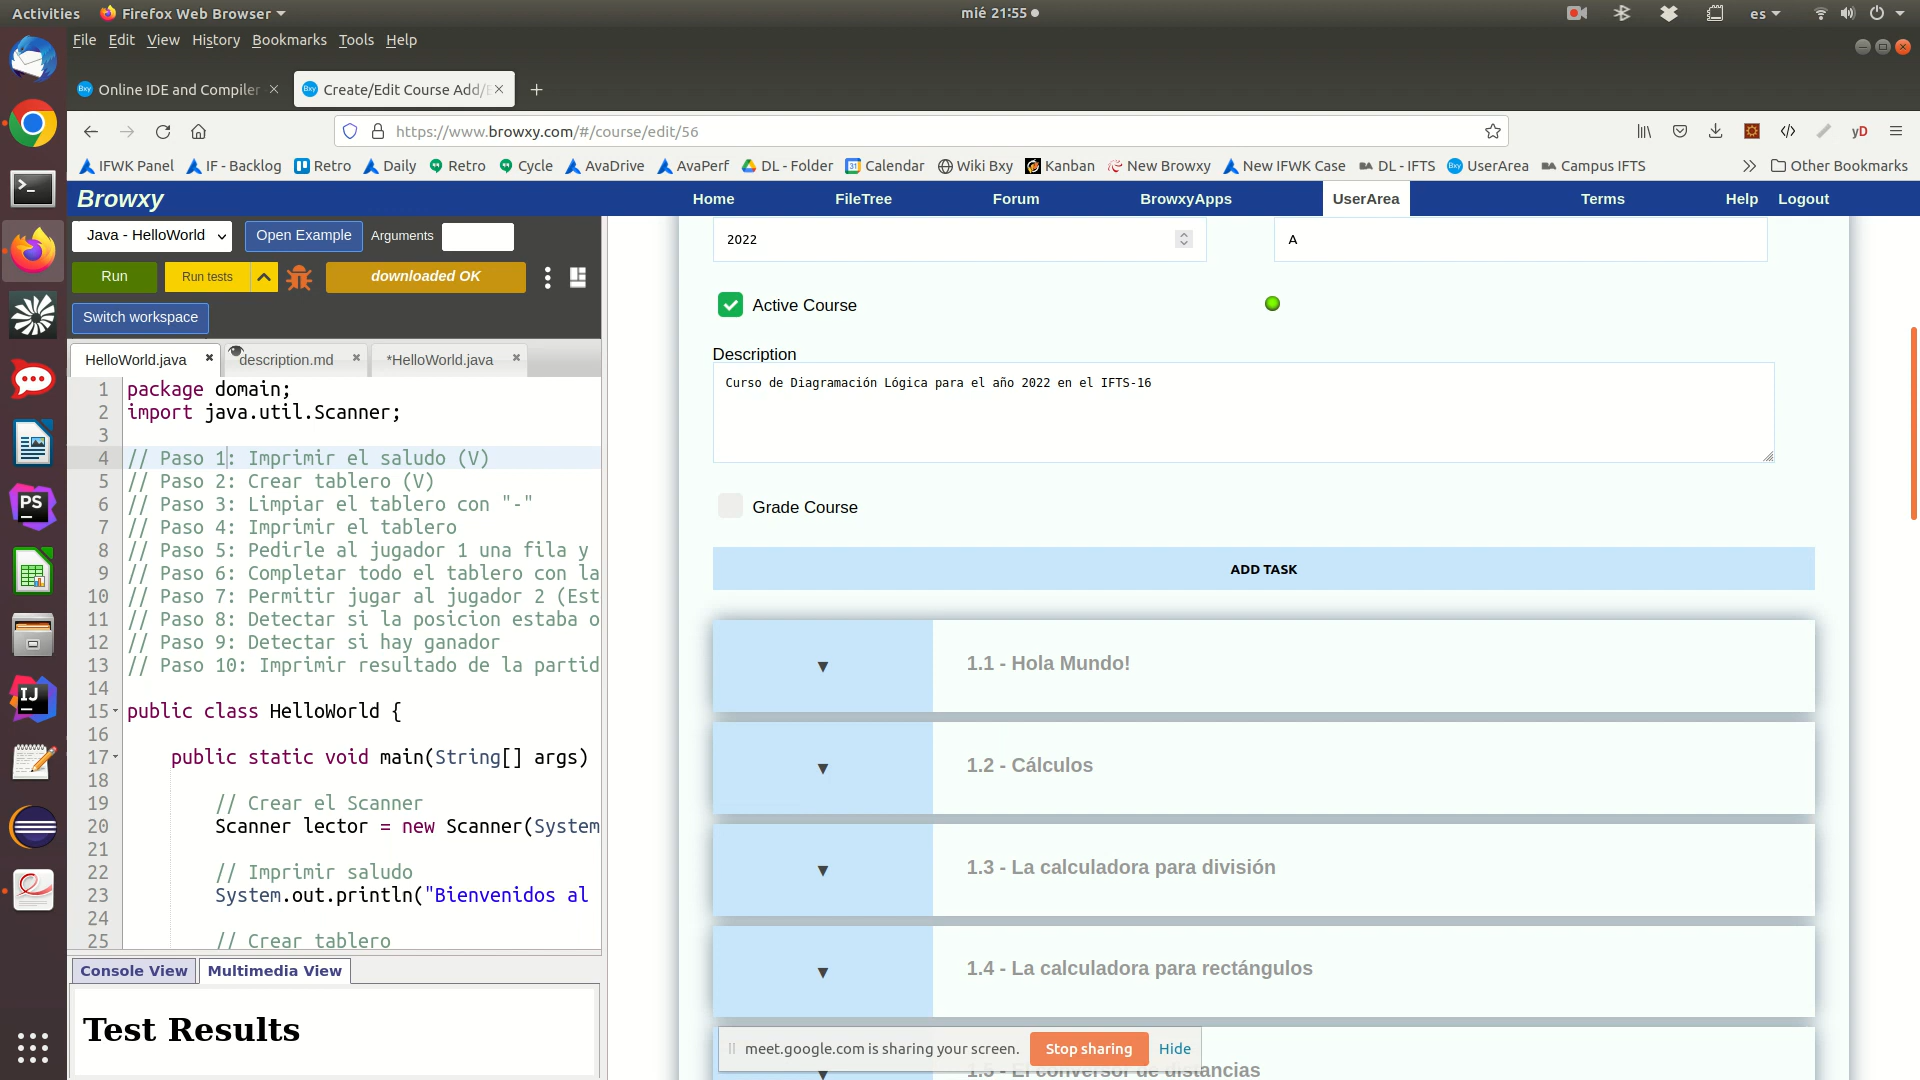 Activities Firefox Web Browser mié 21:55 es
File Edit View History Bookmarks Tools Help
Online IDE and Compiler Create/Edit Course Add/
https://www.browxy.com/#/course/edit/56 yD
IFWK Panel IF - Backlog Retro Daily Retro Cycle AvaDrive AvaPerf DL - Folder Calendar Wiki Bxy Kanban New Browxy New IFWK Case DL - IFTS UserArea Campus IFTS Other Bookmarks
Browxy Home FileTree Forum BrowxyApps UserArea Terms Help Logout
Java - HelloWorld Open Example Arguments
Run Run tests downloaded OK
Switch workspace
HelloWorld.java description.md *HelloWorld.java
1 package domain;
2 import java.util.Scanner;
3
4 // Paso 1: Imprimir el saludo (V)
5 // Paso 2: Crear tablero (V)
6 // Paso 3: Limpiar el tablero con "-"
7 // Paso 4: Imprimir el tablero
8 // Paso 5: Pedirle al jugador 1 una fila y
9 // Paso 6: Completar todo el tablero con la
10 // Paso 7: Permitir jugar al jugador 2 (Est
11 // Paso 8: Detectar si la posicion estaba o
12 // Paso 9: Detectar si hay ganador
13 // Paso 10: Imprimir resultado de la partid
14
15 public class HelloWorld {
16
17 public static void main(String[] args)
18
19 // Crear el Scanner
20 Scanner lector = new Scanner(System
21
22 // Imprimir saludo
23 System.out.println("Bienvenidos al
24
25 // Crear tablero
Console View Multimedia View
Test Results
2022 A
Active Course
Description
Curso de Diagramación Lógica para el año 2022 en el IFTS-16
Grade Course
ADD TASK
1.1 - Hola Mundo!
1.2 - Cálculos
1.3 - La calculadora para división
1.4 - La calculadora para rectángulos
1.5 - El conversor de distancias
meet.google.com is sharing your screen. Stop sharing Hide